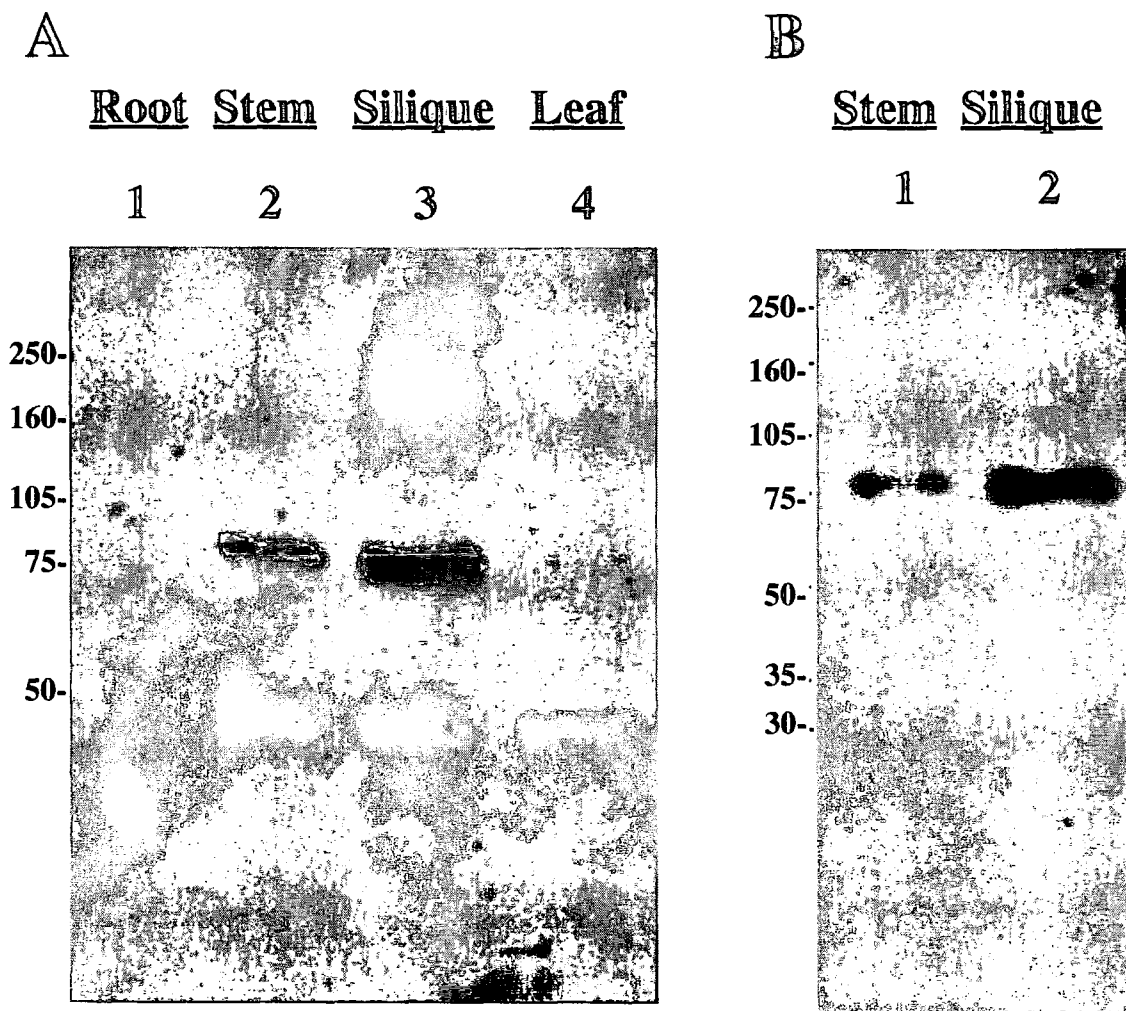 A
Root Stem Silique Leaf
1 2 3 4
250-
160-
105-
75-
50-
B
Stem Silique
1 2
250-
160-
105-
75-
50-
35-
30-